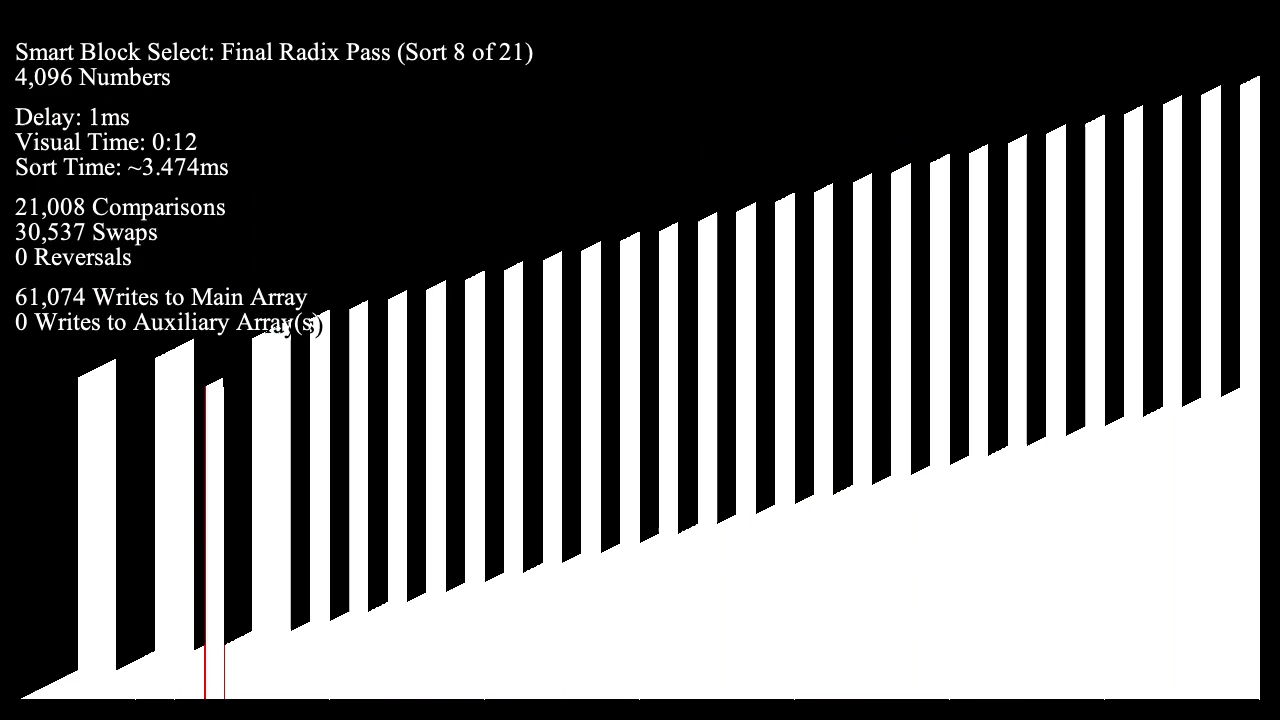 Smart Block Select: Final Radix Pass (Sort 8 of 21)
4,096 Numbers
Delay: 1ms
Visual Time: 0:12
Sort Time: ~3.474ms
21,008 Comparisons
30,537 Swaps
0 Reversals
61,074 Writes to Main Array
0 Writes to Auxiliary Array(s)